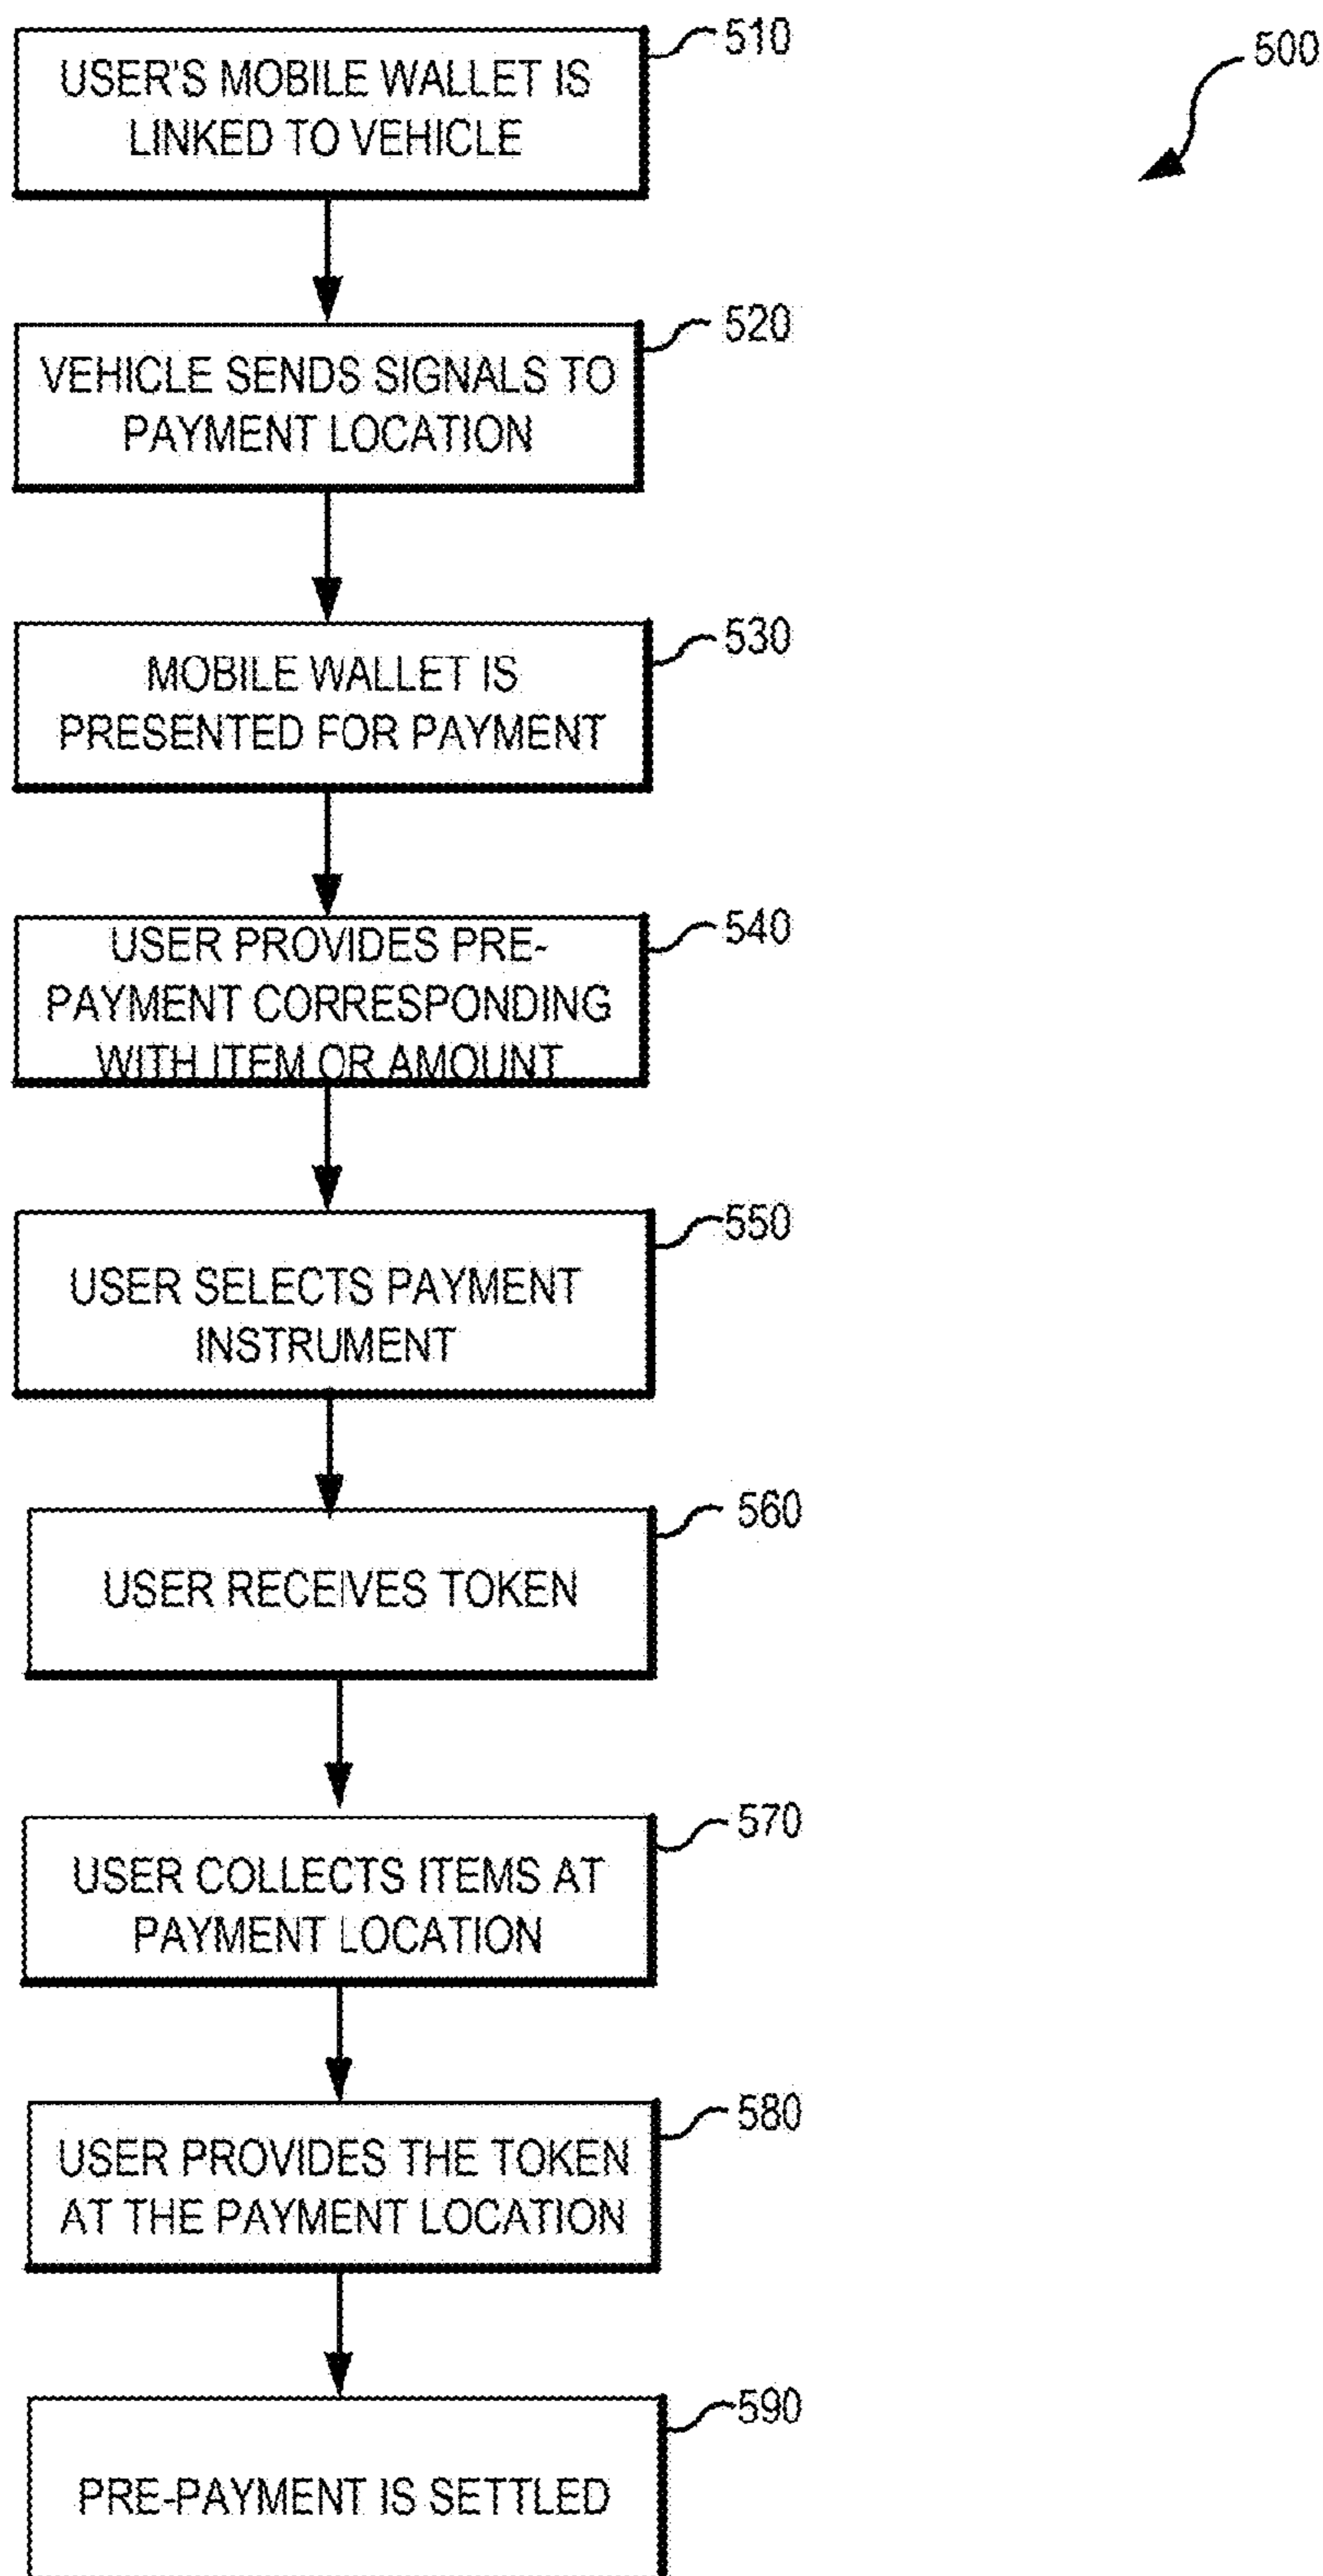 510
500
USER'S MOBILE WALLET IS
LINKED TO VEHICLE
520
VEHICLE SENDS SIGNALS TO
PAYMENT LOCATION
530
MOBILE WALLET IS
PRESENTED FOR PAYMENT
540
USER PROVIDES PRE-
PAYMENT CORRESPONDING
WITH ITEM OR AMOUNT
550
USER SELECTS PAYMENT
INSTRUMENT
560
USER RECEIVES TOKEN
570
USER COLLECTS ITEMS AT
PAYMENT LOCATION
580
USER PROVIDES THE TOKEN
AT THE PAYMENT LOCATION
590
PRE-PAYMENT IS SETTLED